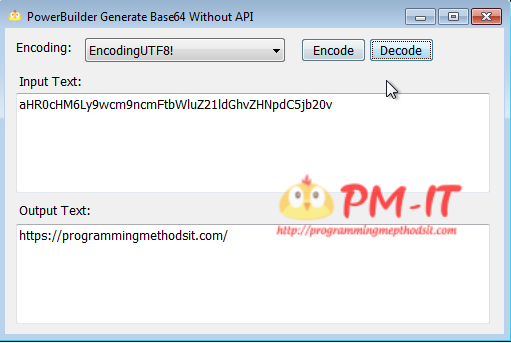 PowerBuilder Generate Base64 Without API
Encoding: EncodingUTF8! Encode Decode
Input Text:
aHR0cHM6Ly9wcm9ncmFtbWluZ21ldGhvZHNpdC5jb20v
PM-IT
http://programmingmepthodsit.com/
Output Text:
https://programmingmethodsit.com/